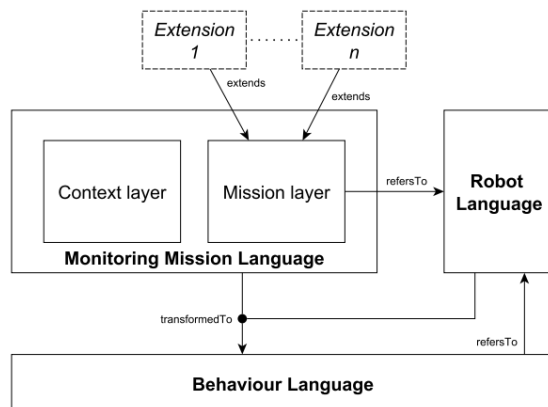 Extension
1
Extension
n
extends
extends
Context layer
Mission layer
refersTo
Robot
Language
Monitoring Mission Language
transformedTo
refersTo
Behaviour Language